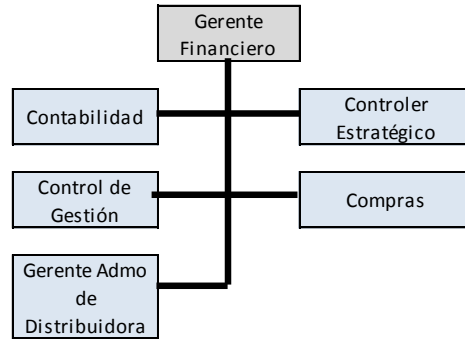 Gerente
Financiero
Contabilidad
Controler
Estratégico
Control de
Gestión
Compras
Gerente Admo
de
Distribuidora